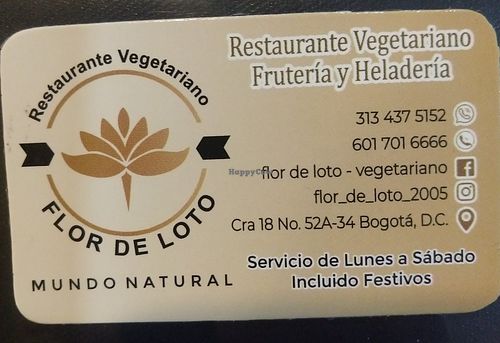 Restaurante Vegetariano
FLOR DE LOTO
MUNDO NATURAL
Restaurante Vegetariano
Frutería y Heladería
313 437 5152
601 701 6666
HappyCow
flor de loto - vegetariano
flor_de_loto_2005
Cra 18 No. 52A-34 Bogotá, D.C.
Servicio de Lunes a Sábado
Incluido Festivos